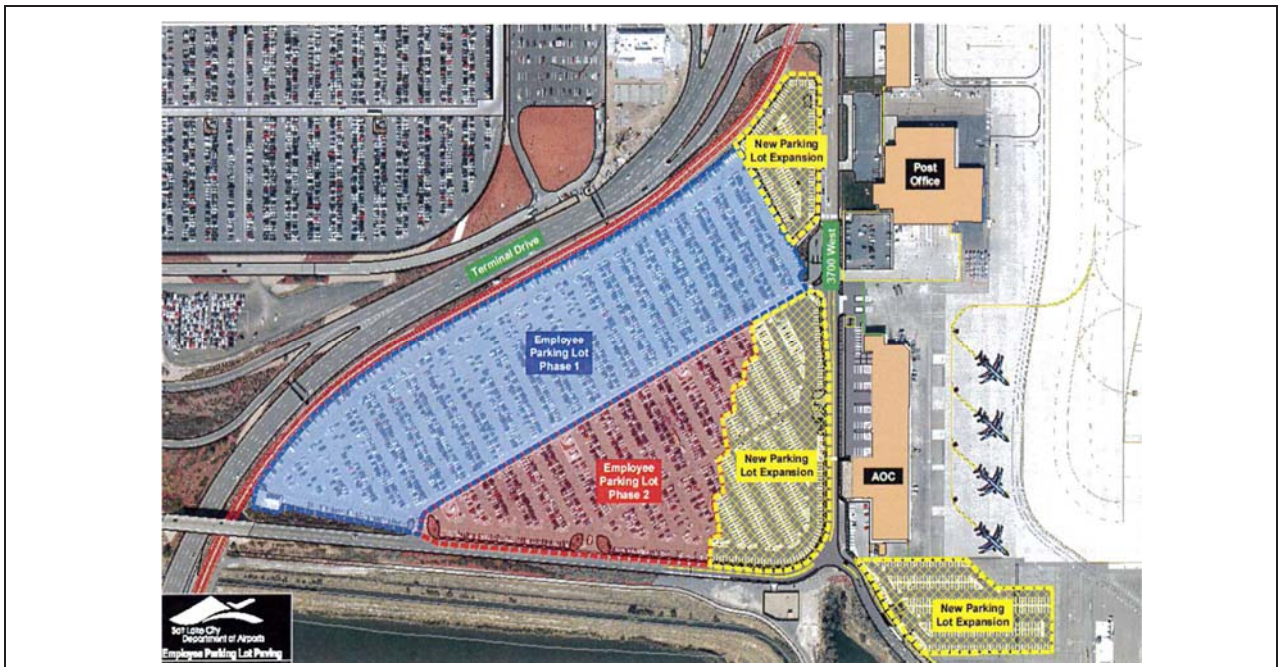 New Parking
Lot Expansion
Post
Office
Terminal Drive
3700 West
Employee
Parking Lot
Phase 1
Employee
Parking Lot
Phase 2
New Parking
Lot Expansion
AOC
New Parking
Lot Expansion
Salt Lake City
Department of Airports
Employee Parking Lot Paving